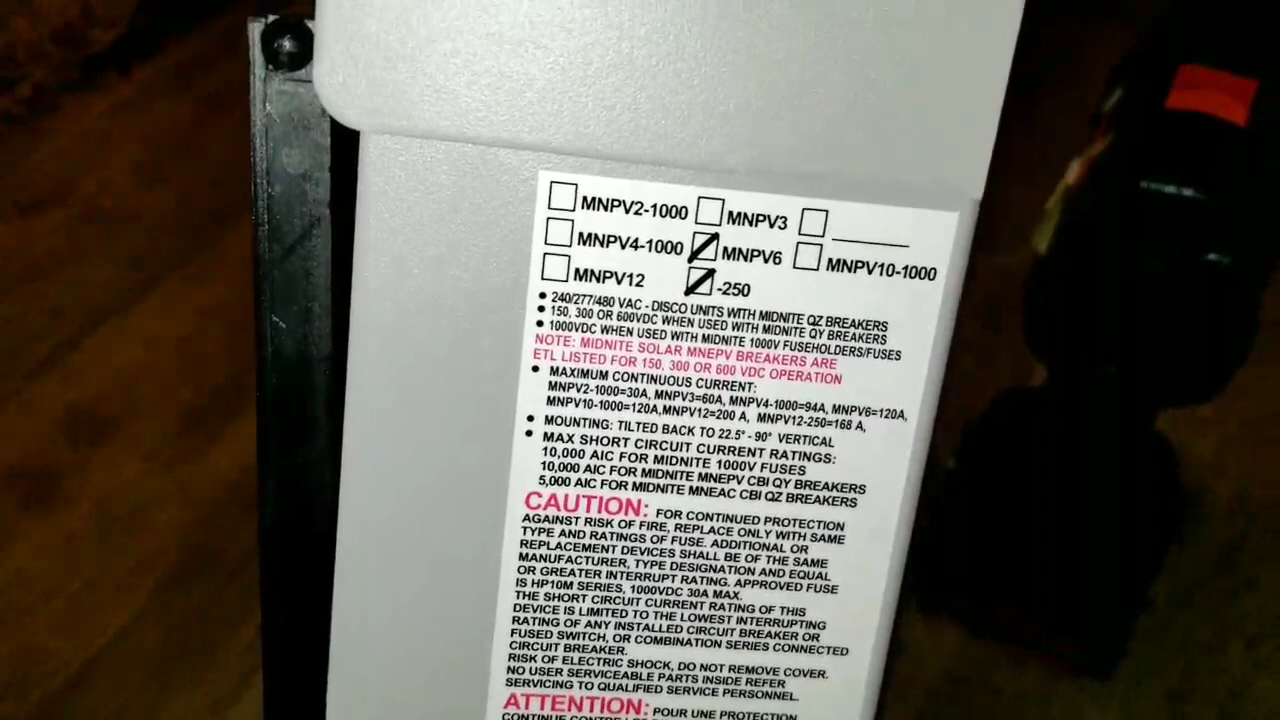 MNPV2-1000 MNPV3 ________
MNPV4-1000 MNPV6 MNPV10-1000
MNPV12 -250
• 240/277/480 VAC - DISCO UNITS WITH MIDNITE QZ BREAKERS
• 150, 300 OR 600VDC WHEN USED WITH MIDNITE QY BREAKERS
• 1000VDC WHEN USED WITH MIDNITE 1000V FUSEHOLDERS/FUSES
NOTE: MIDNITE SOLAR MNEPV BREAKERS ARE
ETL LISTED FOR 150, 300 OR 600 VDC OPERATION
• MAXIMUM CONTINUOUS CURRENT:
MNPV2-1000=30A, MNPV3=60A, MNPV4-1000=94A, MNPV6=120A,
MNPV10-1000=120A,MNPV12=200 A, MNPV12-250=168 A,
• MOUNTING: TILTED BACK TO 22.5° - 90° VERTICAL
• MAX SHORT CIRCUIT CURRENT RATINGS:
10,000 AIC FOR MIDNITE 1000V FUSES
10,000 AIC FOR MIDNITE MNEPV CBI QY BREAKERS
5,000 AIC FOR MIDNITE MNEAC CBI QZ BREAKERS
CAUTION: FOR CONTINUED PROTECTION
AGAINST RISK OF FIRE, REPLACE ONLY WITH SAME
TYPE AND RATINGS OF FUSE. ADDITIONAL OR
REPLACEMENT DEVICES SHALL BE OF THE SAME
MANUFACTURER, TYPE DESIGNATION AND EQUAL
OR GREATER INTERRUPT RATING. APPROVED FUSE
IS HP10M SERIES, 1000VDC 30A MAX.
THE SHORT CIRCUIT CURRENT RATING OF THIS
DEVICE IS LIMITED TO THE LOWEST INTERRUPTING
RATING OF ANY INSTALLED CIRCUIT BREAKER OR
FUSED SWITCH, OR COMBINATION SERIES CONNECTED
CIRCUIT BREAKER.
RISK OF ELECTRIC SHOCK, DO NOT REMOVE COVER.
NO USER SERVICEABLE PARTS INSIDE REFER
SERVICING TO QUALIFIED SERVICE PERSONNEL.
ATTENTION: POUR UNE PROTECTION
CONTINUE CONTRE